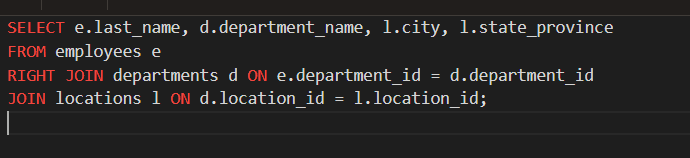 SELECT e.last_name, d.department_name, l.city, l.state_province
FROM employees e
RIGHT JOIN departments d ON e.department_id = d.department_id
JOIN locations l ON d.location_id = l.location_id;